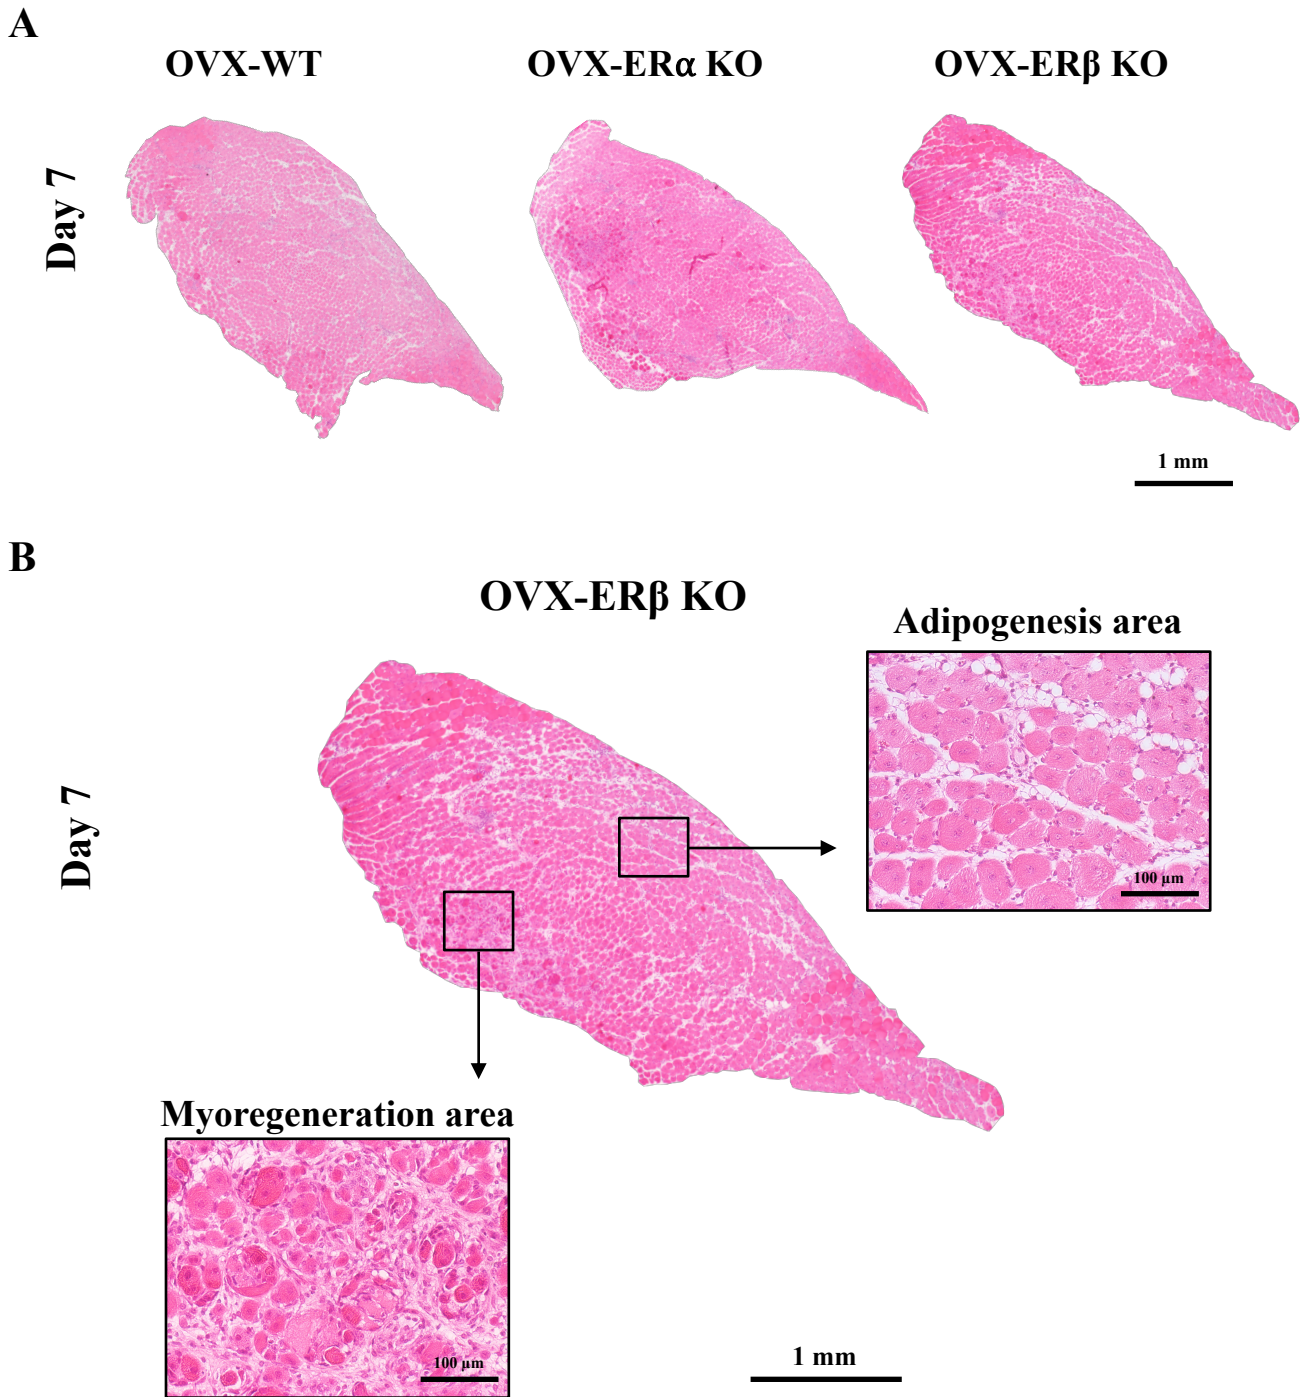 A
OVX-WT
OVX-ERα KO
OVX-ERβ KO
Day 7
1 mm
B
OVX-ERβ KO
Adipogenesis area
100 μm
Day 7
Myoregeneration area
100 μm
1 mm